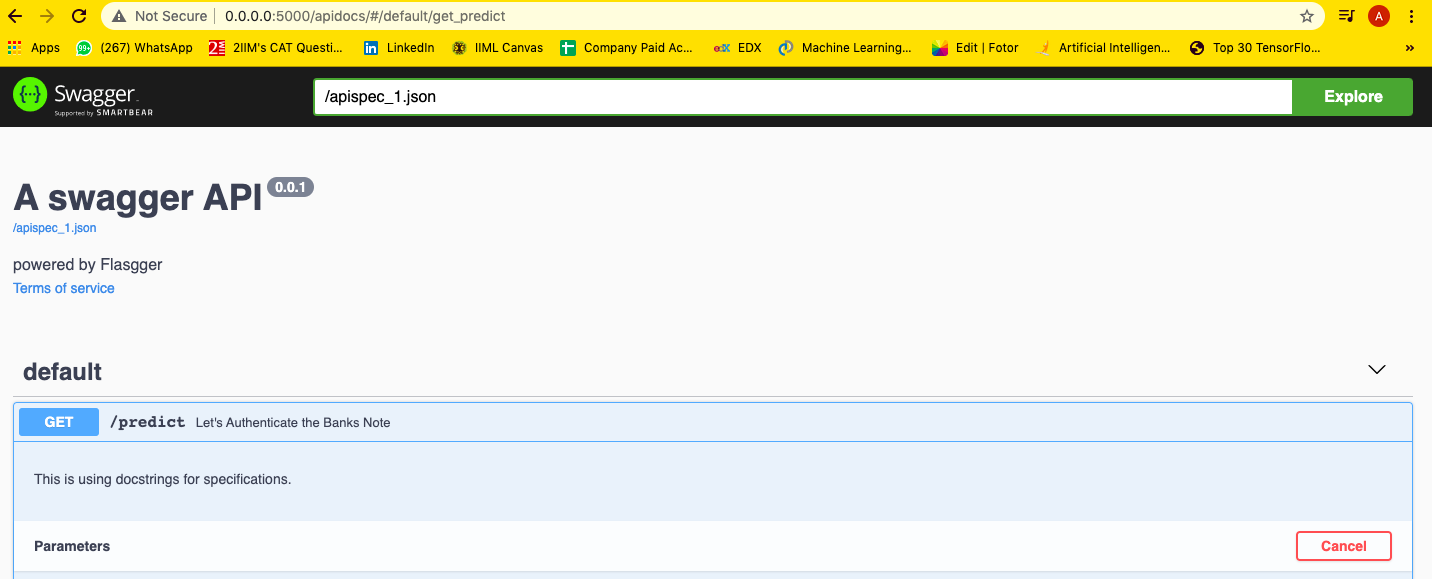 Not Secure | 0.0.0.0:5000/apidocs/#/default/get_predict A
Apps 99+ (267) WhatsApp 2IIM's CAT Questi... LinkedIn IIML Canvas Company Paid Ac... edX EDX Machine Learning... Edit | Fotor Artificial Intelligen... Top 30 TensorFlo... »
{···} Swagger
Supported by SMARTBEAR
/apispec_1.json Explore
A swagger API 0.0.1
/apispec_1.json
powered by Flasgger
Terms of service
default
GET /predict Let's Authenticate the Banks Note
This is using docstrings for specifications.
Parameters Cancel